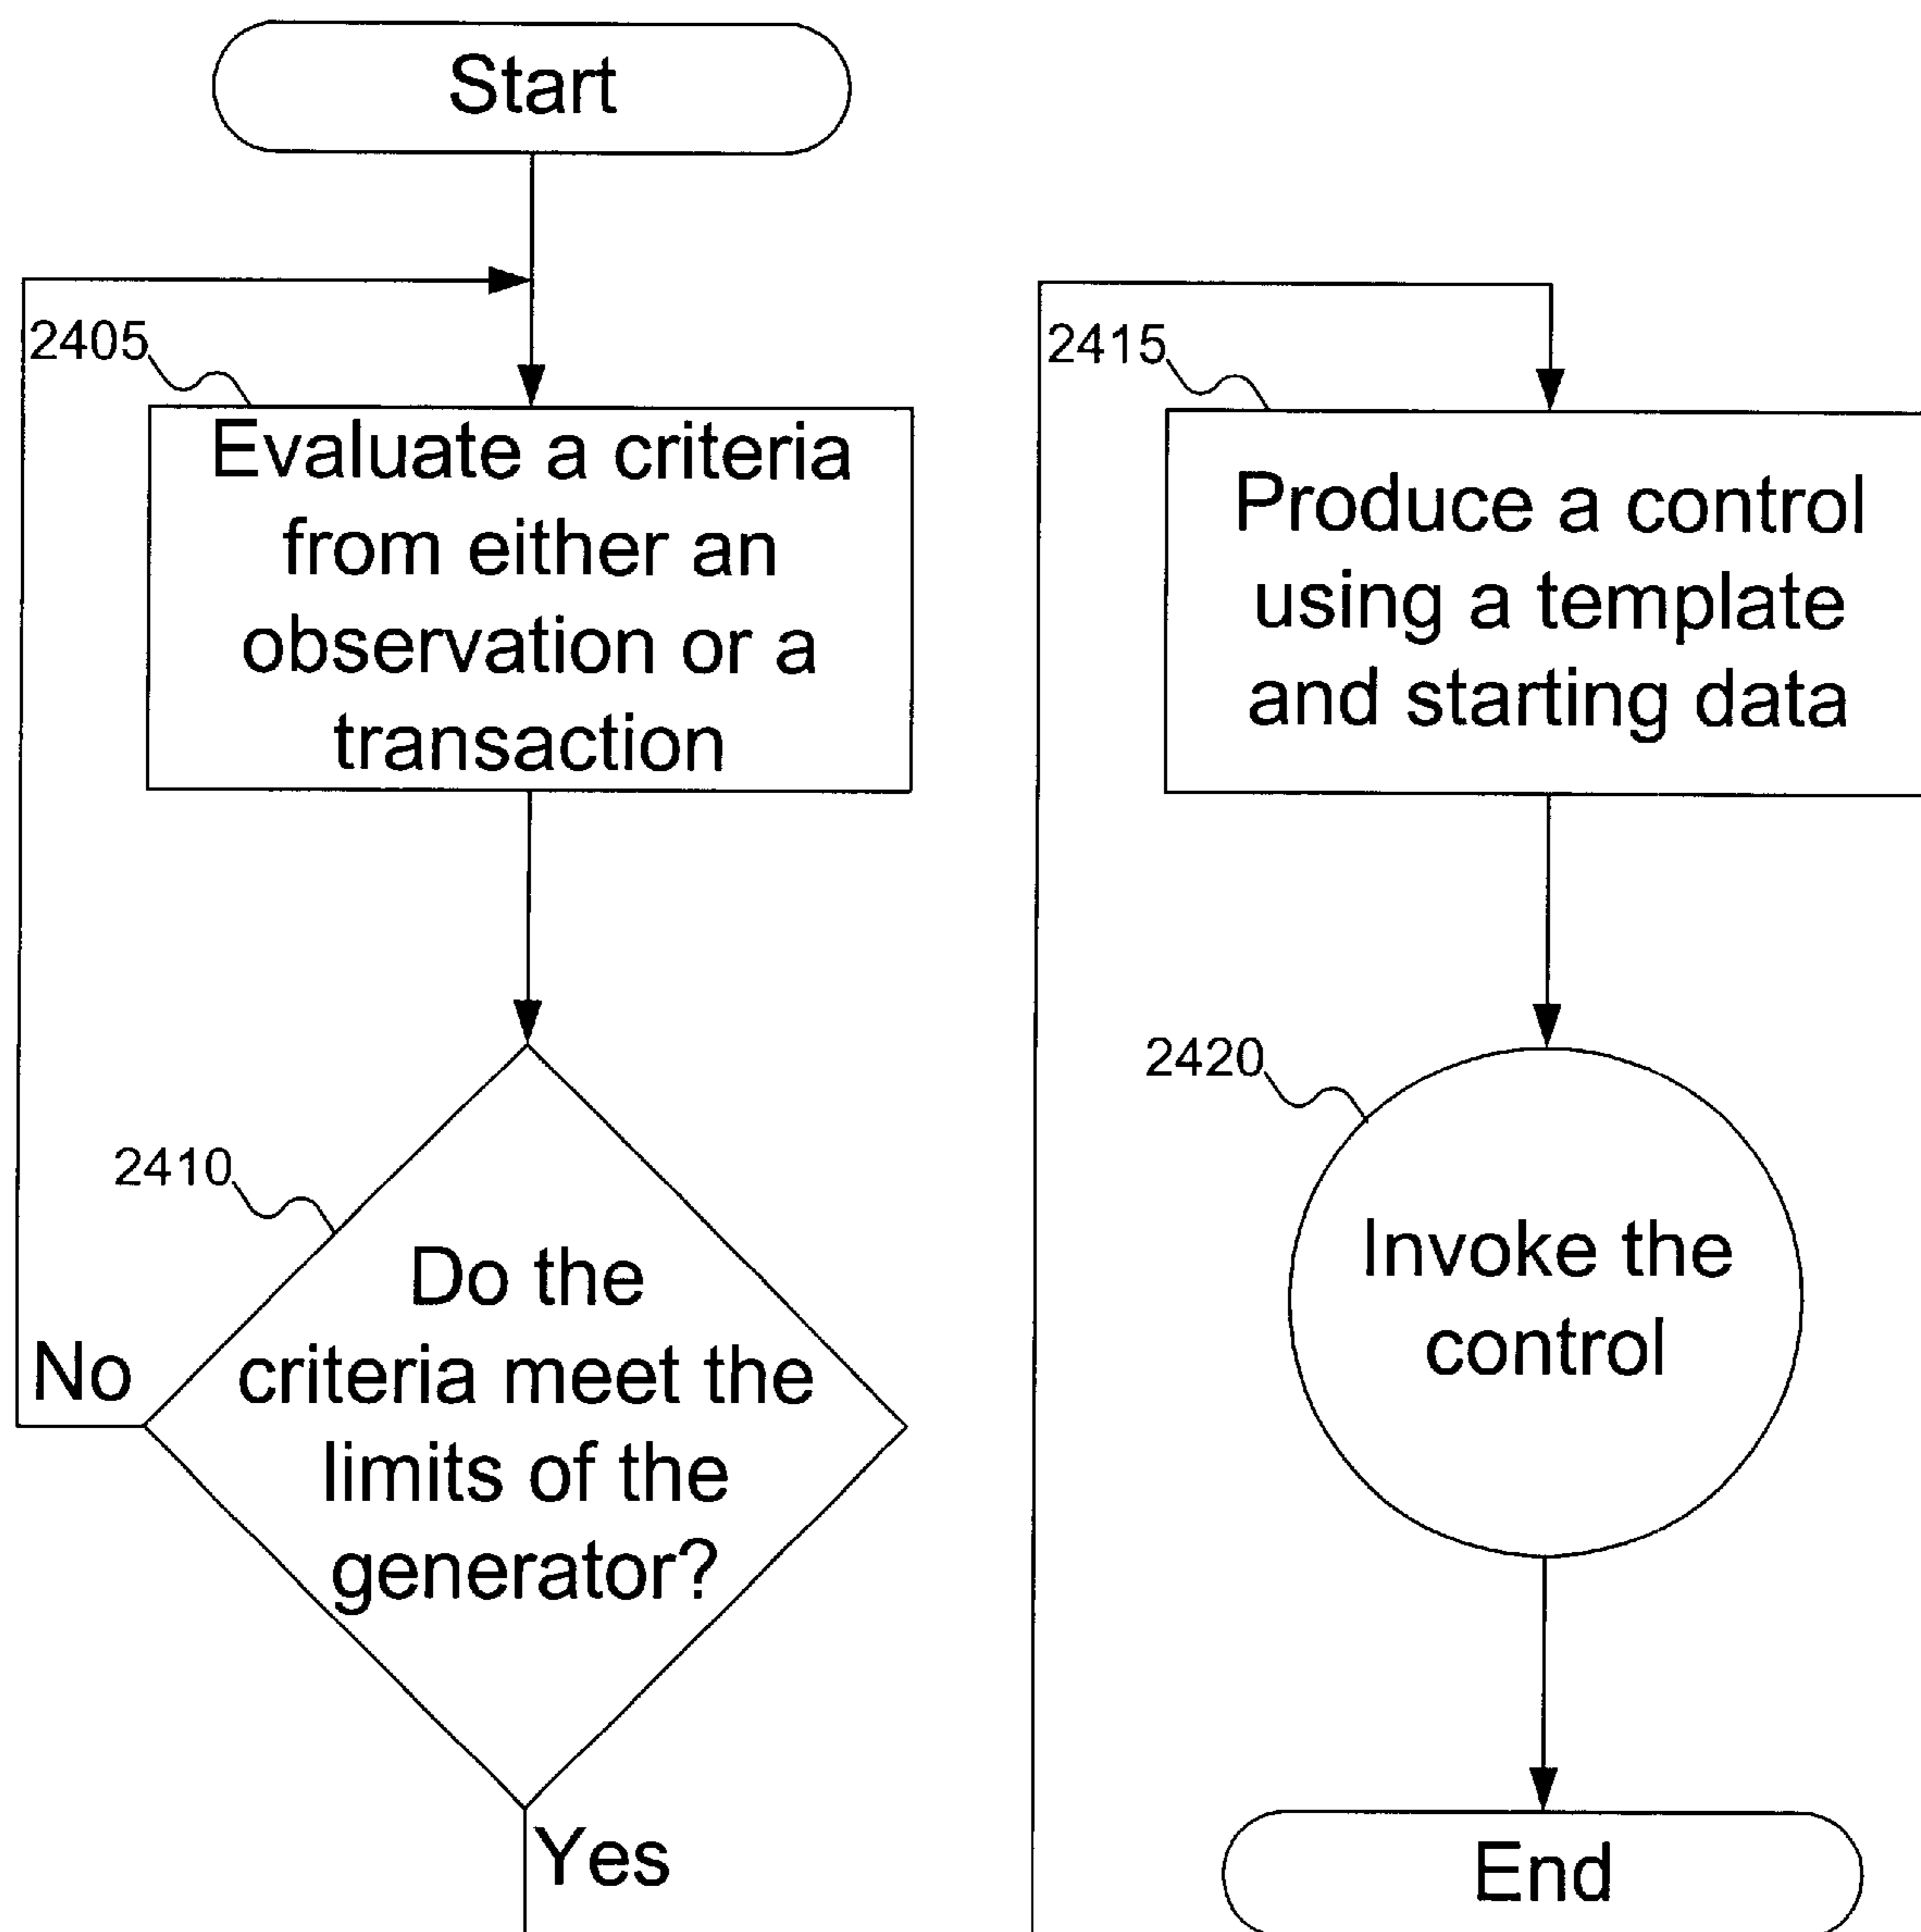 Start
2405
Evaluate a criteria
from either an
observation or a
transaction
2410
Do the
criteria meet the
limits of the
generator?
No
Yes
2415
Produce a control
using a template
and starting data
2420
Invoke the
control
End